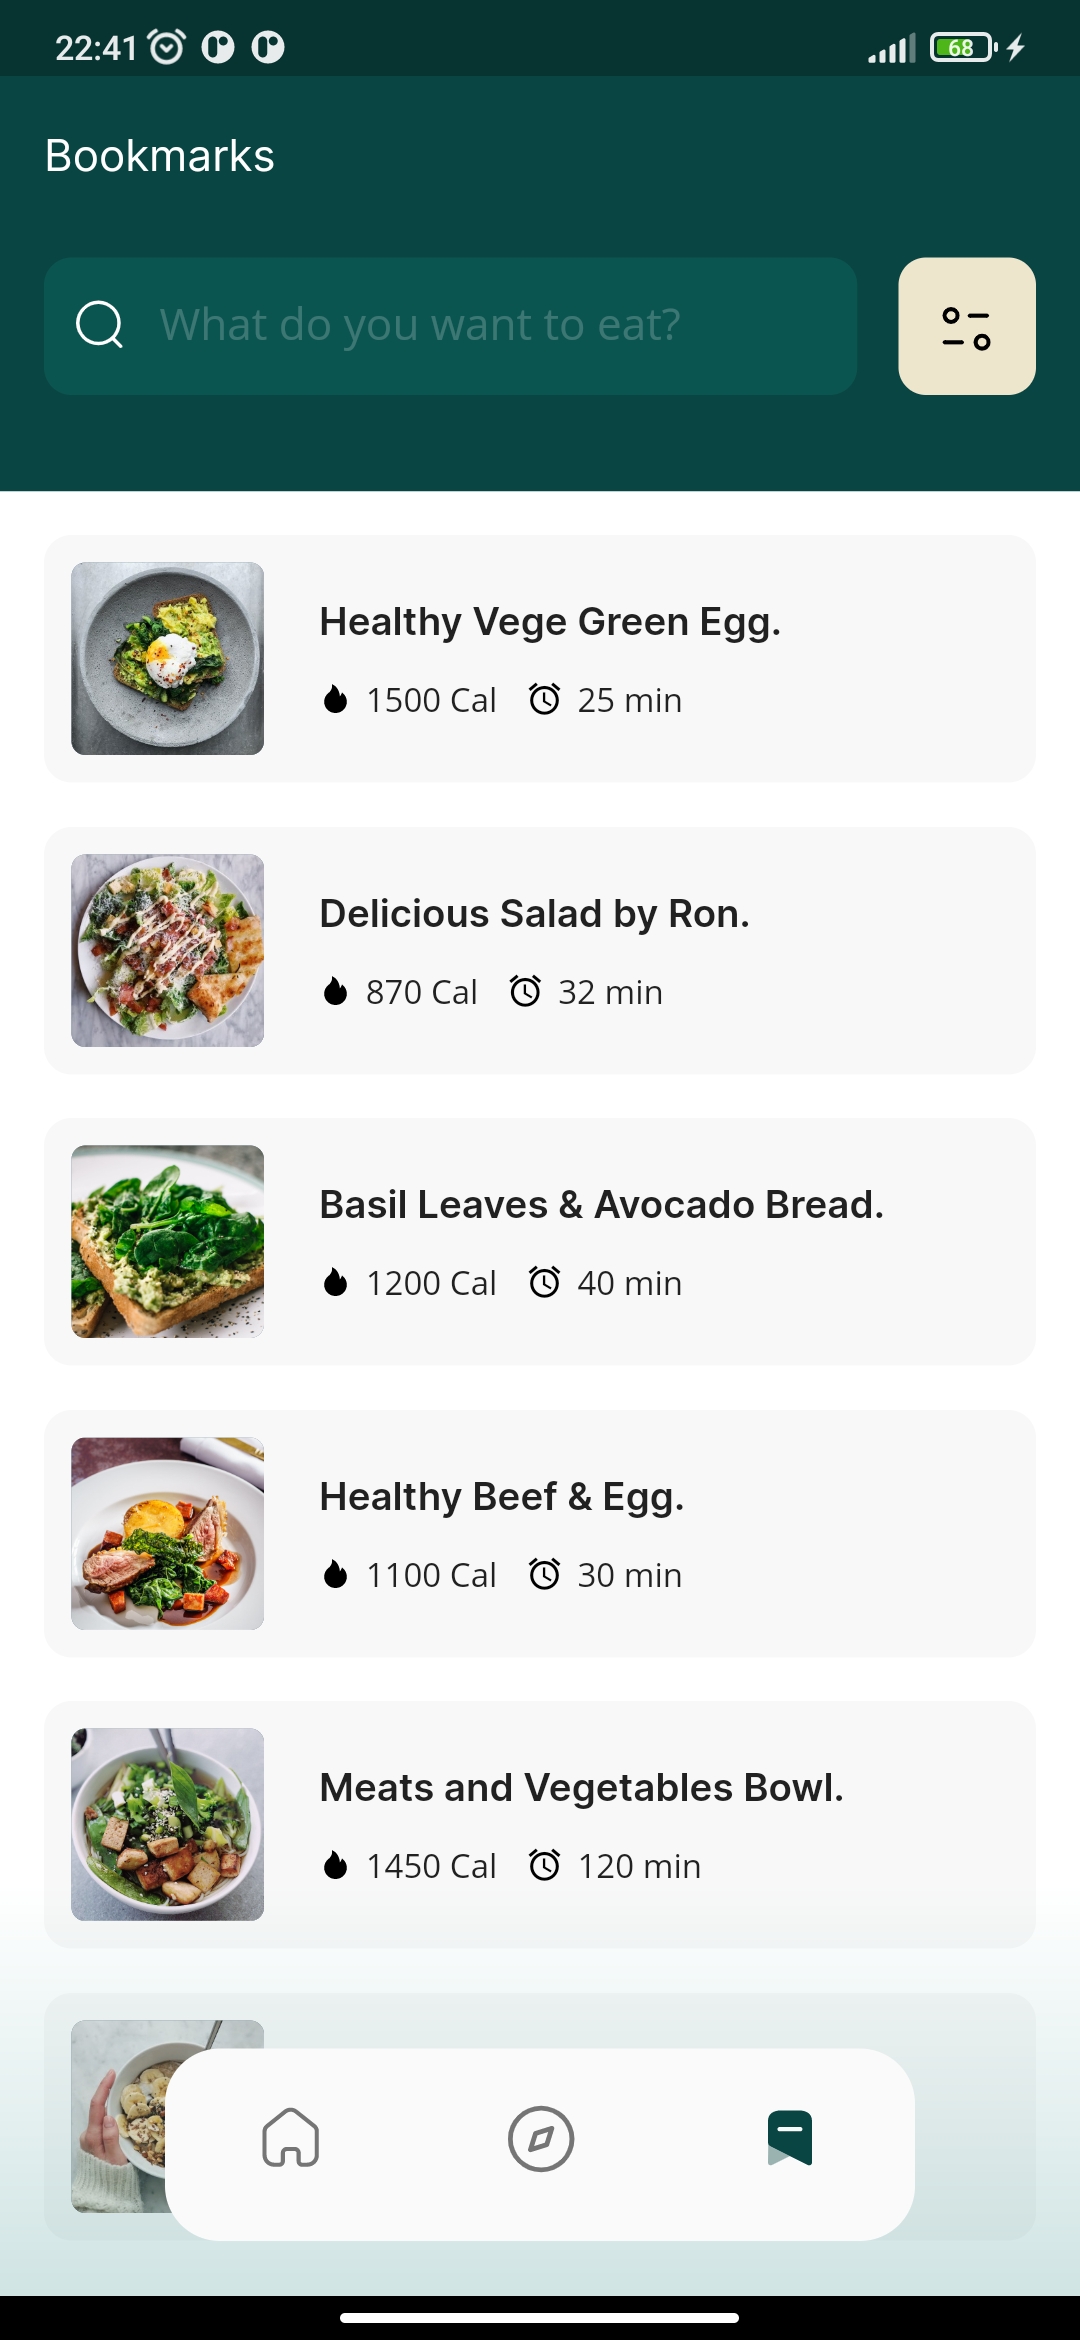 22:41
68
Bookmarks
What do you want to eat?
Healthy Vege Green Egg.
1500 Cal 25 min
Delicious Salad by Ron.
870 Cal 32 min
Basil Leaves & Avocado Bread.
1200 Cal 40 min
Healthy Beef & Egg.
1100 Cal 30 min
Meats and Vegetables Bowl.
1450 Cal 120 min